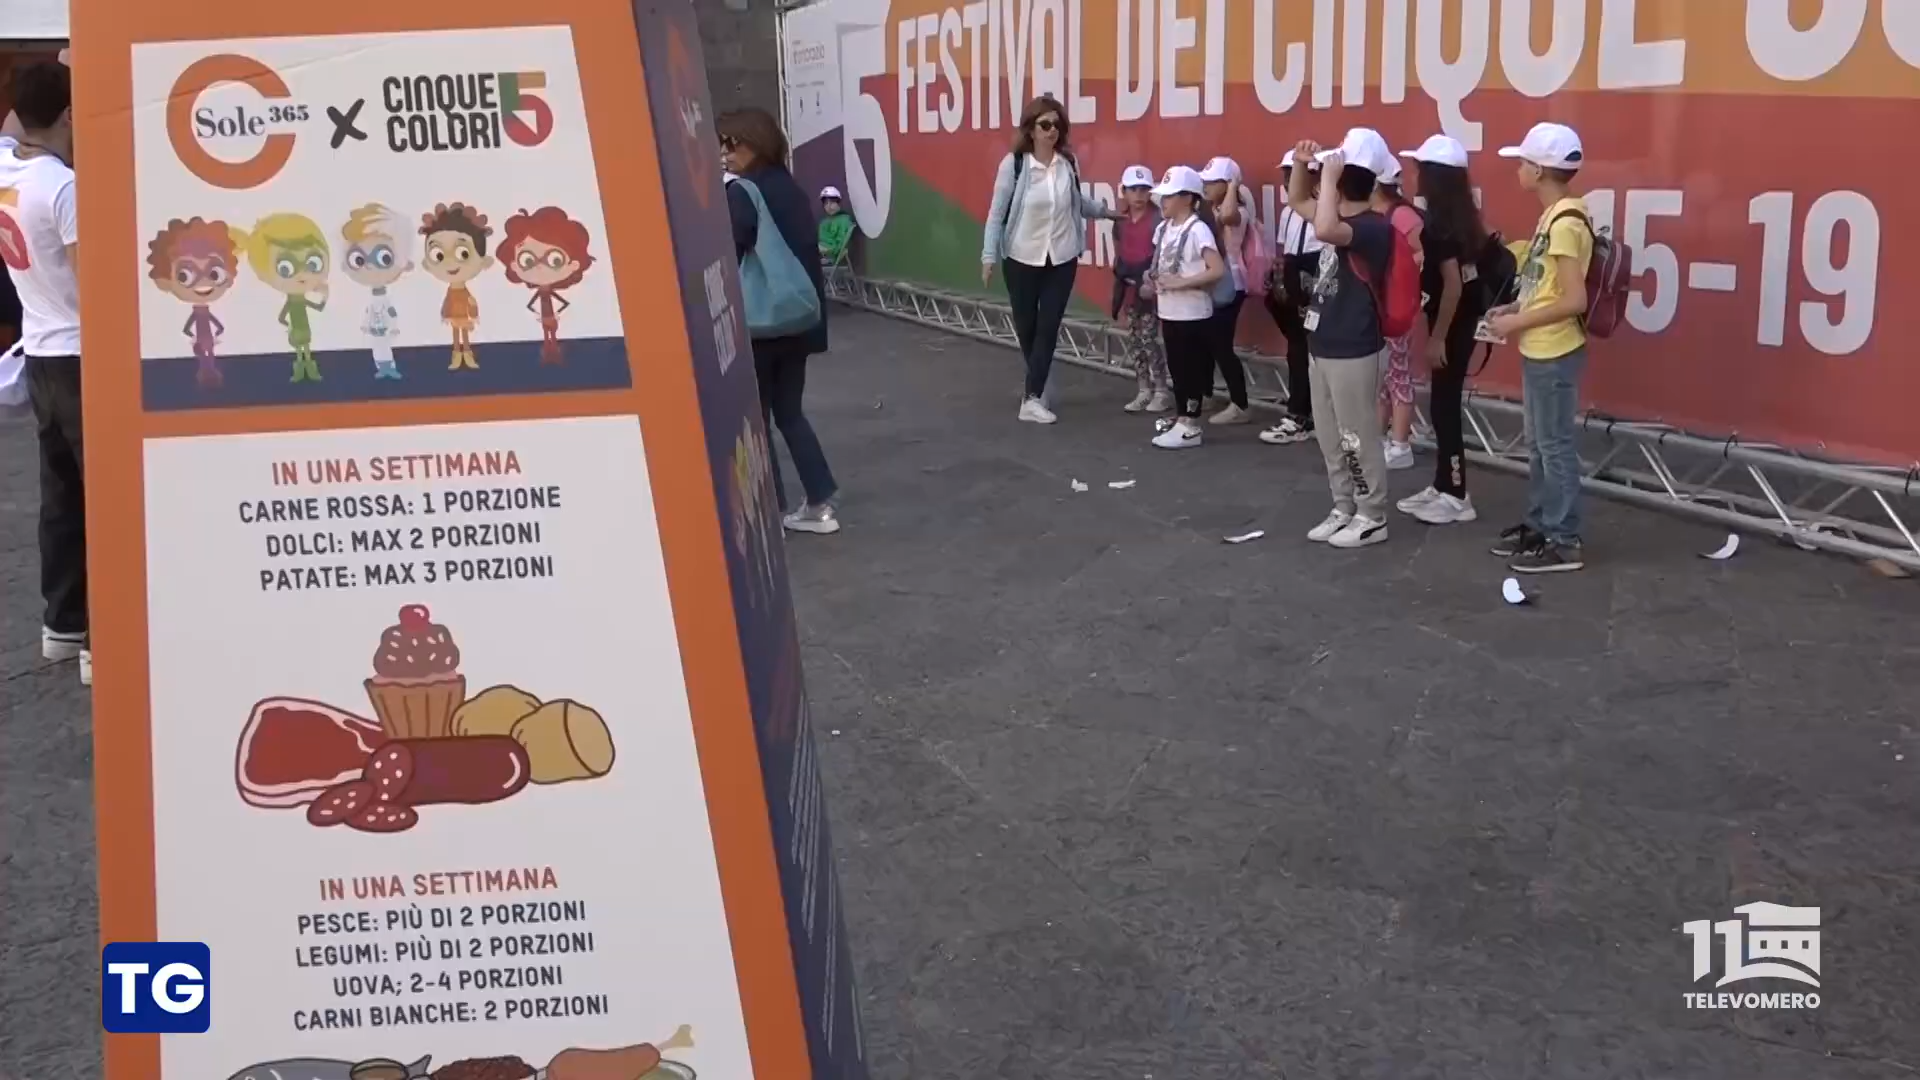 Sole 365
x
CINQUE
COLORI 5
IN UNA SETTIMANA
CARNE ROSSA: 1 PORZIONE
DOLCI: MAX 2 PORZIONI
PATATE: MAX 3 PORZIONI
IN UNA SETTIMANA
PESCE: PIÙ DI 2 PORZIONI
LEGUMI: PIÙ DI 2 PORZIONI
UOVA; 2-4 PORZIONI
CARNI BIANCHE: 2 PORZIONI
5
FESTIVAL DEI CINQUE
15-19
TG
11
TELEVOMERO